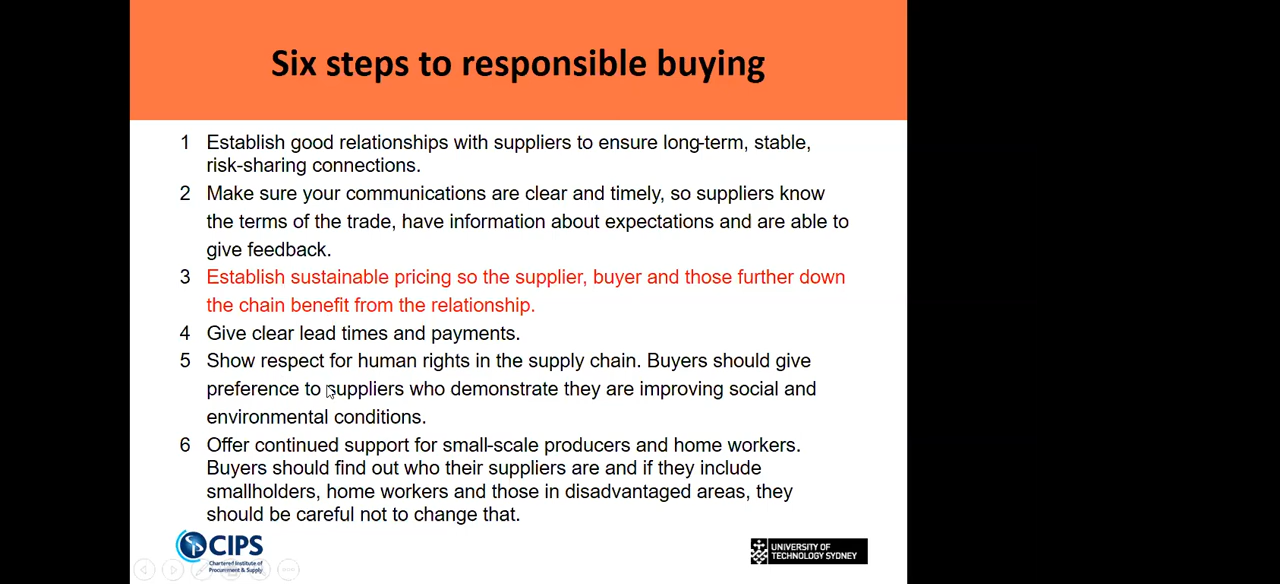 Six steps to responsible buying
1 Establish good relationships with suppliers to ensure long-term, stable,
risk-sharing connections.
2 Make sure your communications are clear and timely, so suppliers know
the terms of the trade, have information about expectations and are able to
give feedback.
3 Establish sustainable pricing so the supplier, buyer and those further down
the chain benefit from the relationship.
4 Give clear lead times and payments.
5 Show respect for human rights in the supply chain. Buyers should give
preference to suppliers who demonstrate they are improving social and
environmental conditions.
6 Offer continued support for small-scale producers and home workers.
Buyers should find out who their suppliers are and if they include
smallholders, home workers and those in disadvantaged areas, they
should be careful not to change that.
CIPS
Chartered Institute of
Procurement & Supply
UNIVERSITY OF
TECHNOLOGY SYDNEY